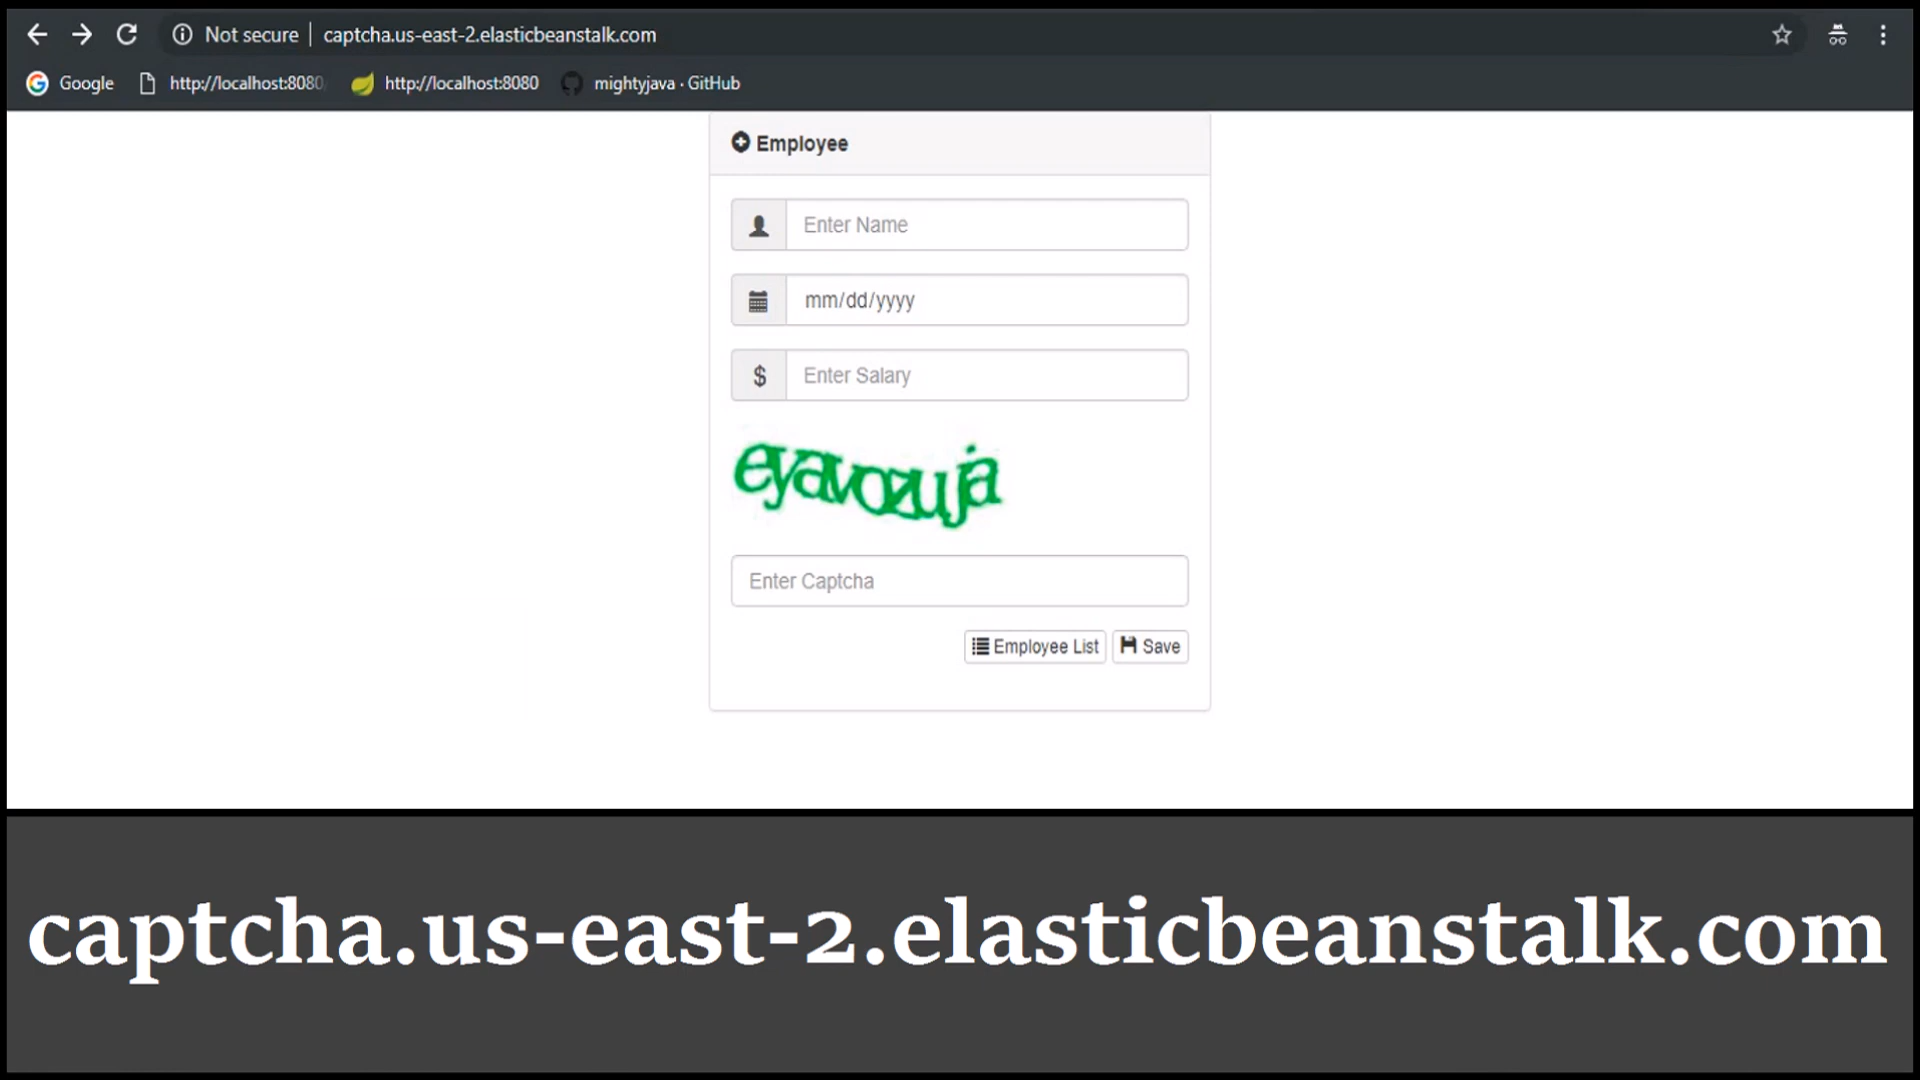 Not secure captcha.us-east-2.elasticbeanstalk.com
Google http://localhost:8080/ http://localhost:8080 mightyjava · GitHub
Employee
Enter Name
mm/dd/yyyy
$ Enter Salary
eyavozuja
Enter Captcha
Employee List Save
captcha.us-east-2.elasticbeanstalk.com